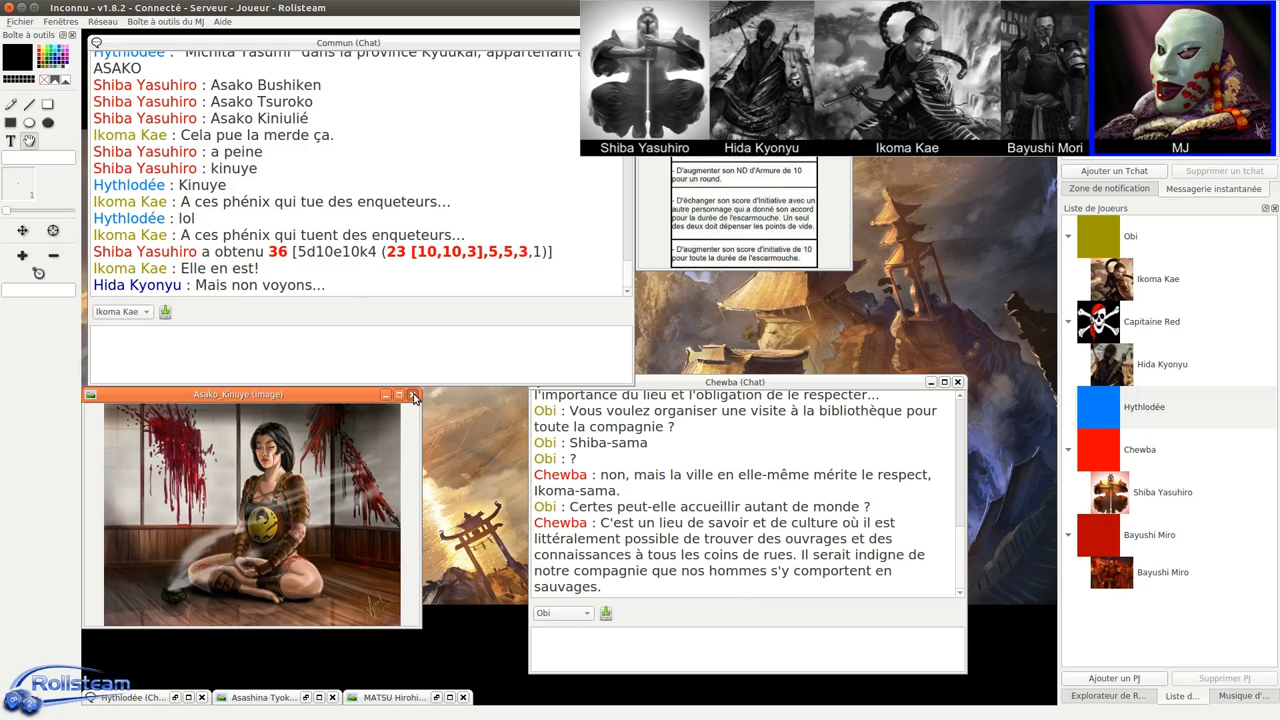 Inconnu - v1.8.2 - Connecté - Serveur - Joueur - Rolisteam
Fichier Fenêtres Réseau Boîte à outils du MJ Aide
Boîte à outils
T
1
Commun (Chat)
Hythlodée : "Michita Yasumi" dans la province Kyukai, appartenant a
ASAKO
Shiba Yasuhiro : Asako Bushiken
Shiba Yasuhiro : Asako Tsuroko
Shiba Yasuhiro : Asako Kiniulié
Ikoma Kae : Cela pue la merde ça.
Shiba Yasuhiro : a peine
Shiba Yasuhiro : kinuye
Hythlodée : Kinuye
Ikoma Kae : A ces phénix qui tue des enqueteurs...
Hythlodée : lol
Ikoma Kae : A ces phénix qui tuent des enqueteurs...
Shiba Yasuhiro a obtenu 36 [5d10e10k4 (23 [10,10,3],5,5,3,1)]
Ikoma Kae : Elle en est!
Hida Kyonyu : Mais non voyons...
Ikoma Kae
Shiba Yasuhiro
Hida Kyonyu
Ikoma Kae
Bayushi Mori
MJ
- D'augmenter son ND d'Armure de 10
pour un round.
- D'échanger son score d'Initiative avec un
autre personnage qui a donné son accord
pour la durée de l'escarmouche. Un seul
des deux doit dépenser les points de vide.
- D'augmenter son score d'initiative de 10
pour toute la durée de l'escarmouche.
Asako_Kinuye (Image)
Chewba (Chat)
l'importance du lieu et l'obligation de le respecter...
Obi : Vous voulez organiser une visite à la bibliothèque pour
toute la compagnie ?
Obi : Shiba-sama
Obi : ?
Chewba : non, mais la ville en elle-même mérite le respect,
Ikoma-sama.
Obi : Certes peut-elle accueillir autant de monde ?
Chewba : C'est un lieu de savoir et de culture où il est
littéralement possible de trouver des ouvrages et des
connaissances à tous les coins de rues. Il serait indigne de
notre compagnie que nos hommes s'y comportent en
sauvages.
Obi
Ajouter un Tchat Supprimer un tchat
Zone de notification Messagerie instantanée
Liste de Joueurs
Obi
Ikoma Kae
Capitaine Red
Hida Kyonyu
Hythlodée
Chewba
Shiba Yasuhiro
Bayushi Miro
Bayushi Miro
Ajouter un PJ Supprimer PJ
Explorateur de R... Liste d... Musique d'...
Rolisteam
Hythlodée (Ch... Asashina Tyok... MATSU Hirohi...